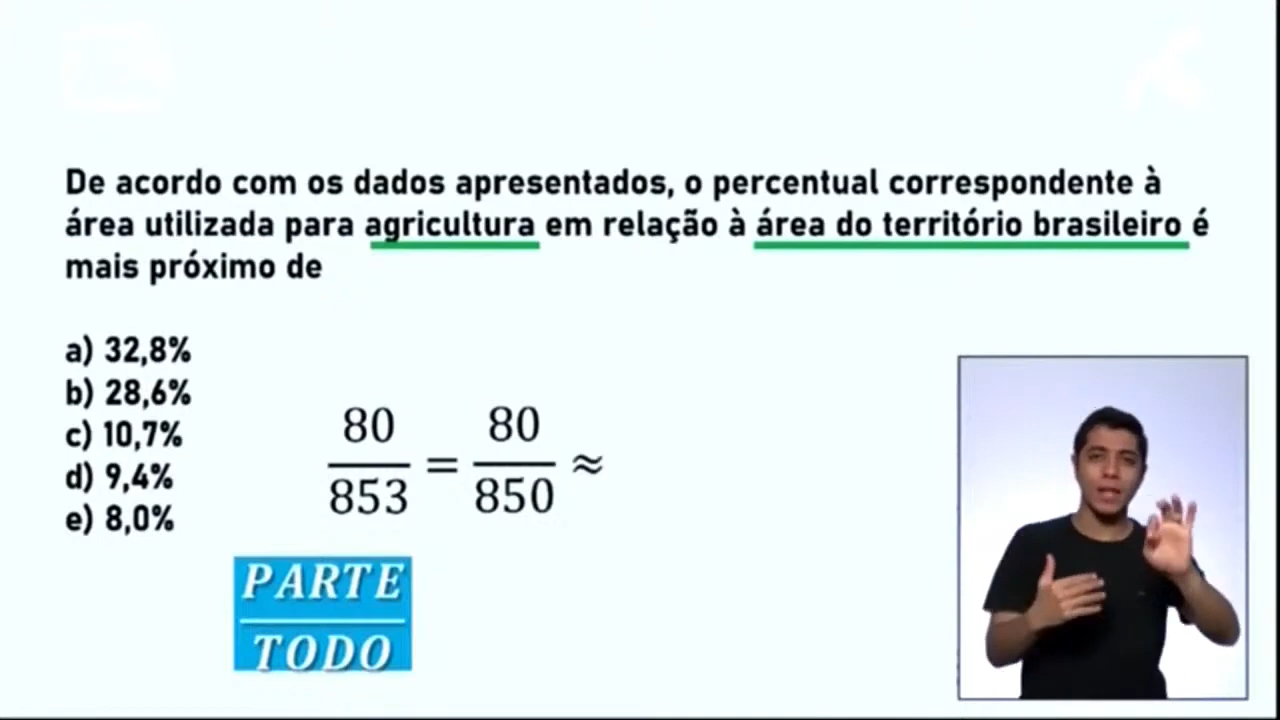 De acordo com os dados apresentados, o percentual correspondente à
área utilizada para agricultura em relação à área do território brasileiro é
mais próximo de
a) 32,8%
b) 28,6%
c) 10,7%
d) 9,4%
e) 8,0%
80/853 = 80/850 ≈
PARTE
TODO